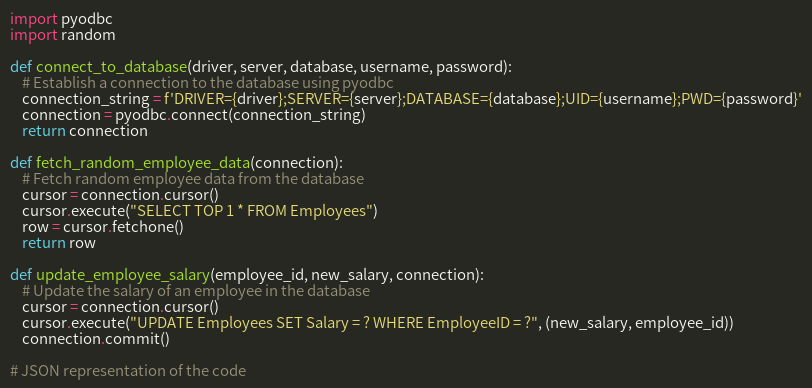 import pyodbc
import random
def connect_to_database(driver, server, database, username, password):
# Establish a connection to the database using pyodbc
connection_string = f'DRIVER={driver};SERVER={server};DATABASE={database};UID={username};PWD={password}'
connection = pyodbc.connect(connection_string)
return connection
def fetch_random_employee_data(connection):
# Fetch random employee data from the database
cursor = connection.cursor()
cursor.execute("SELECT TOP 1 * FROM Employees")
row = cursor.fetchone()
return row
def update_employee_salary(employee_id, new_salary, connection):
# Update the salary of an employee in the database
cursor = connection.cursor()
cursor.execute("UPDATE Employees SET Salary = ? WHERE EmployeeID = ?", (new_salary, employee_id))
connection.commit()
# JSON representation of the code